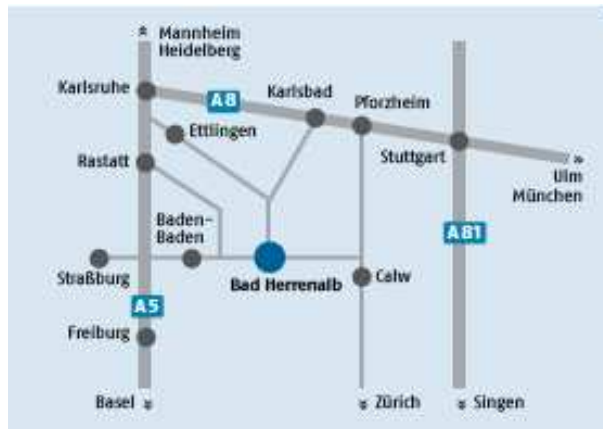 Mannheim
Heidelberg
Karlsruhe
A8
Karlsbad
Pforzheim
Ettlingen
Stuttgart
Rastatt
Ulm
München
Baden-
Baden
A81
Straßburg
Bad Herrenalb
Calw
A5
Freiburg
Basel
Zürich
Singen